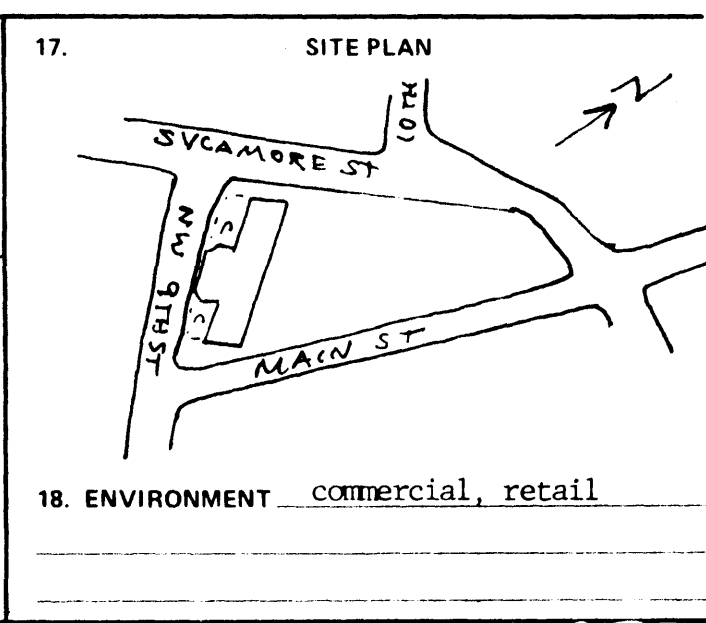 17. SITE PLAN
N
10TH
SYCAMORE ST
NW 9TH ST
MAIN ST
18. ENVIRONMENT commercial, retail